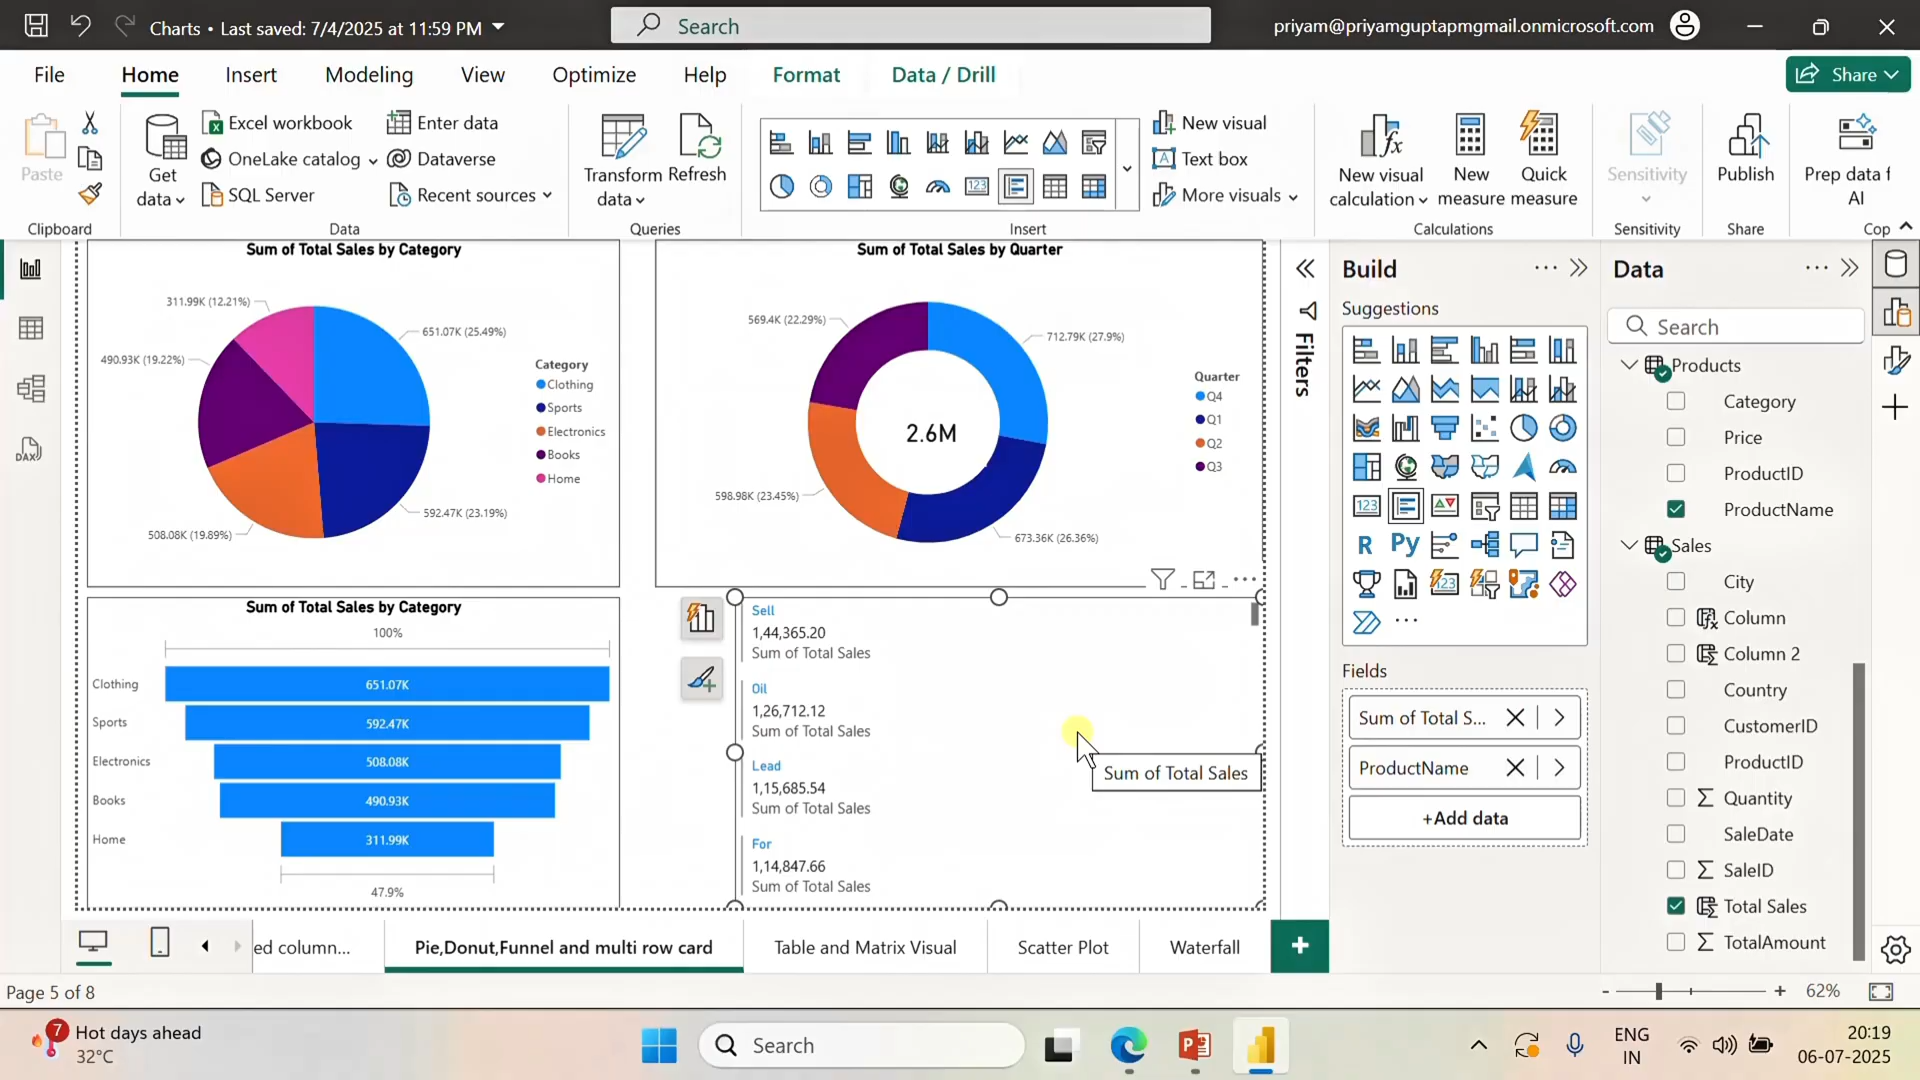 Charts • Last saved: 7/4/2025 at 11:59 PM
Search
priyam@priyamguptapmgmail.onmicrosoft.com
File
Home
Insert
Modeling
View
Optimize
Help
Format
Data / Drill
Share
Paste
Clipboard
Get data
Excel workbook
OneLake catalog
SQL Server
Enter data
Dataverse
Recent sources
Data
Transform data
Refresh
Queries
123
New visual
Text box
More visuals
Insert
New visual calculation
New measure
Quick measure
Calculations
Sensitivity
Sensitivity
Publish
Share
Prep data f
AI
Cop
Sum of Total Sales by Category
311.99K (12.21%)
651.07K (25.49%)
490.93K (19.22%)
508.08K (19.89%)
592.47K (23.19%)
Category
Clothing
Sports
Electronics
Books
Home
Sum of Total Sales by Quarter
569.4K (22.29%)
712.79K (27.9%)
2.6M
598.98K (23.45%)
673.36K (26.36%)
Quarter
Q4
Q1
Q2
Q3
Sum of Total Sales by Category
100%
Clothing 651.07K
Sports 592.47K
Electronics 508.08K
Books 490.93K
Home 311.99K
47.9%
Sell
1,44,365.20
Sum of Total Sales
Oil
1,26,712.12
Sum of Total Sales
Lead
1,15,685.54
Sum of Total Sales
For
1,14,847.66
Sum of Total Sales
Sum of Total Sales
Filters
Build
Suggestions
123
R
Py
123
Fields
Sum of Total S...
ProductName
+Add data
Data
Search
Products
Category
Price
ProductID
ProductName
Sales
City
Column
Column 2
Country
CustomerID
ProductID
Quantity
SaleDate
SaleID
Total Sales
TotalAmount
DAX
ed column...
Pie,Donut,Funnel and multi row card
Table and Matrix Visual
Scatter Plot
Waterfall
+
Page 5 of 8
- + 62%
7
Hot days ahead
32°C
Search
ENG
IN
20:19
06-07-2025